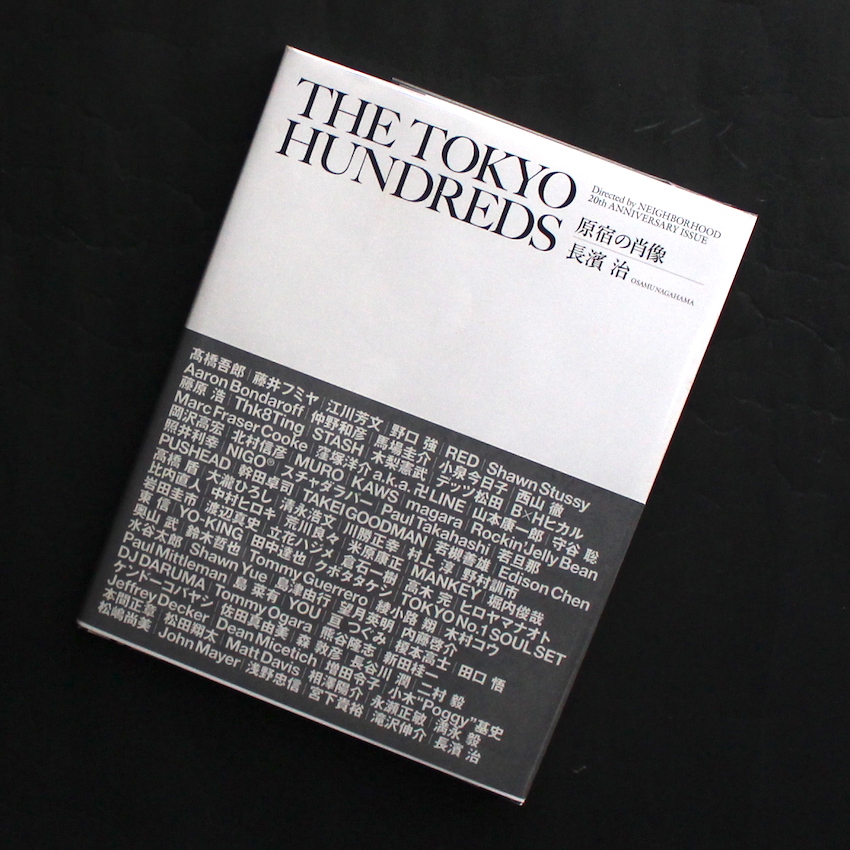 THE TOKYO
HUNDREDS
Directed by NEIGHBORHOOD
20th ANNIVERSARY ISSUE
原宿の肖像
長濱 治 OSAMU NAGAHAMA
髙橋吾郎 | 藤井フミヤ | 江川芳文 | 野口 強 | RED | Shawn Stussy
Aaron Bondaroff | 仲野和彦 | 馬場圭介 | 小泉今日子 | 西山 徹
藤原 浩 | Thk8Ting | STASH | 木梨憲武 | テッツ松田 | B×Hヒカル
Marc Fraser Cooke | 窪塚洋介 a.k.a. 卍LINE | 山本康一郎 | 守谷 聡
岡沢高宏 | 北村信彦 | MURO | KAWS | magara | Rockin'Jelly Bean
照井利幸 | NIGO® | スチャダラパー | Paul Takahashi | 若旦那
PUSHEAD | 幹田卓司 | TAKEI GOODMAN | 若槻善雄 | Edison Chen
高橋 盾 | 大瀧ひろし | 清永浩文 | 川勝正幸 | 村上 淳 | 野村訓市
比内直人 | 中村ヒロキ | 荒川良々 | 米原康正 | MANKEY | 堀内俊哉
岩田圭市 | 渡辺真史 | 立花ハジメ | 倉石一樹 | 高木 完 | ヒロヤマナオト
東 信 | YO-KING | 田中達也 | クボタタケシ | TOKYO No.1 SOUL SET
奥山 武 | 鈴木哲也 | Tommy Guerrero | 綾小路 翔 | 木村コウ
水谷太郎 | Shawn Yue | 島津由行 | 望月英明 | 内藤啓介
Paul Mittleman | 島 菜有 | YOU | 亘 つぐみ | 榎本高士 | 田口 悟
DJ DARUMA | Tommy Ogara | 熊谷隆志 | 新田桂一
ケンドーコバヤシ | 佐田真由美 | 森 敦彦 | 長谷川 潤 | 二村 毅
Jeffrey Decker | Dean Micetich | 増田令子 | 小木"Poggy"基史
本間正章 | 松田翔太 | Matt Davis | 相澤陽介 | 永瀬正敏 | 満永 毅
松嶋尚美 | John Mayer | 浅野忠信 | 宮下貴裕 | 滝沢伸介 | 長濱 治